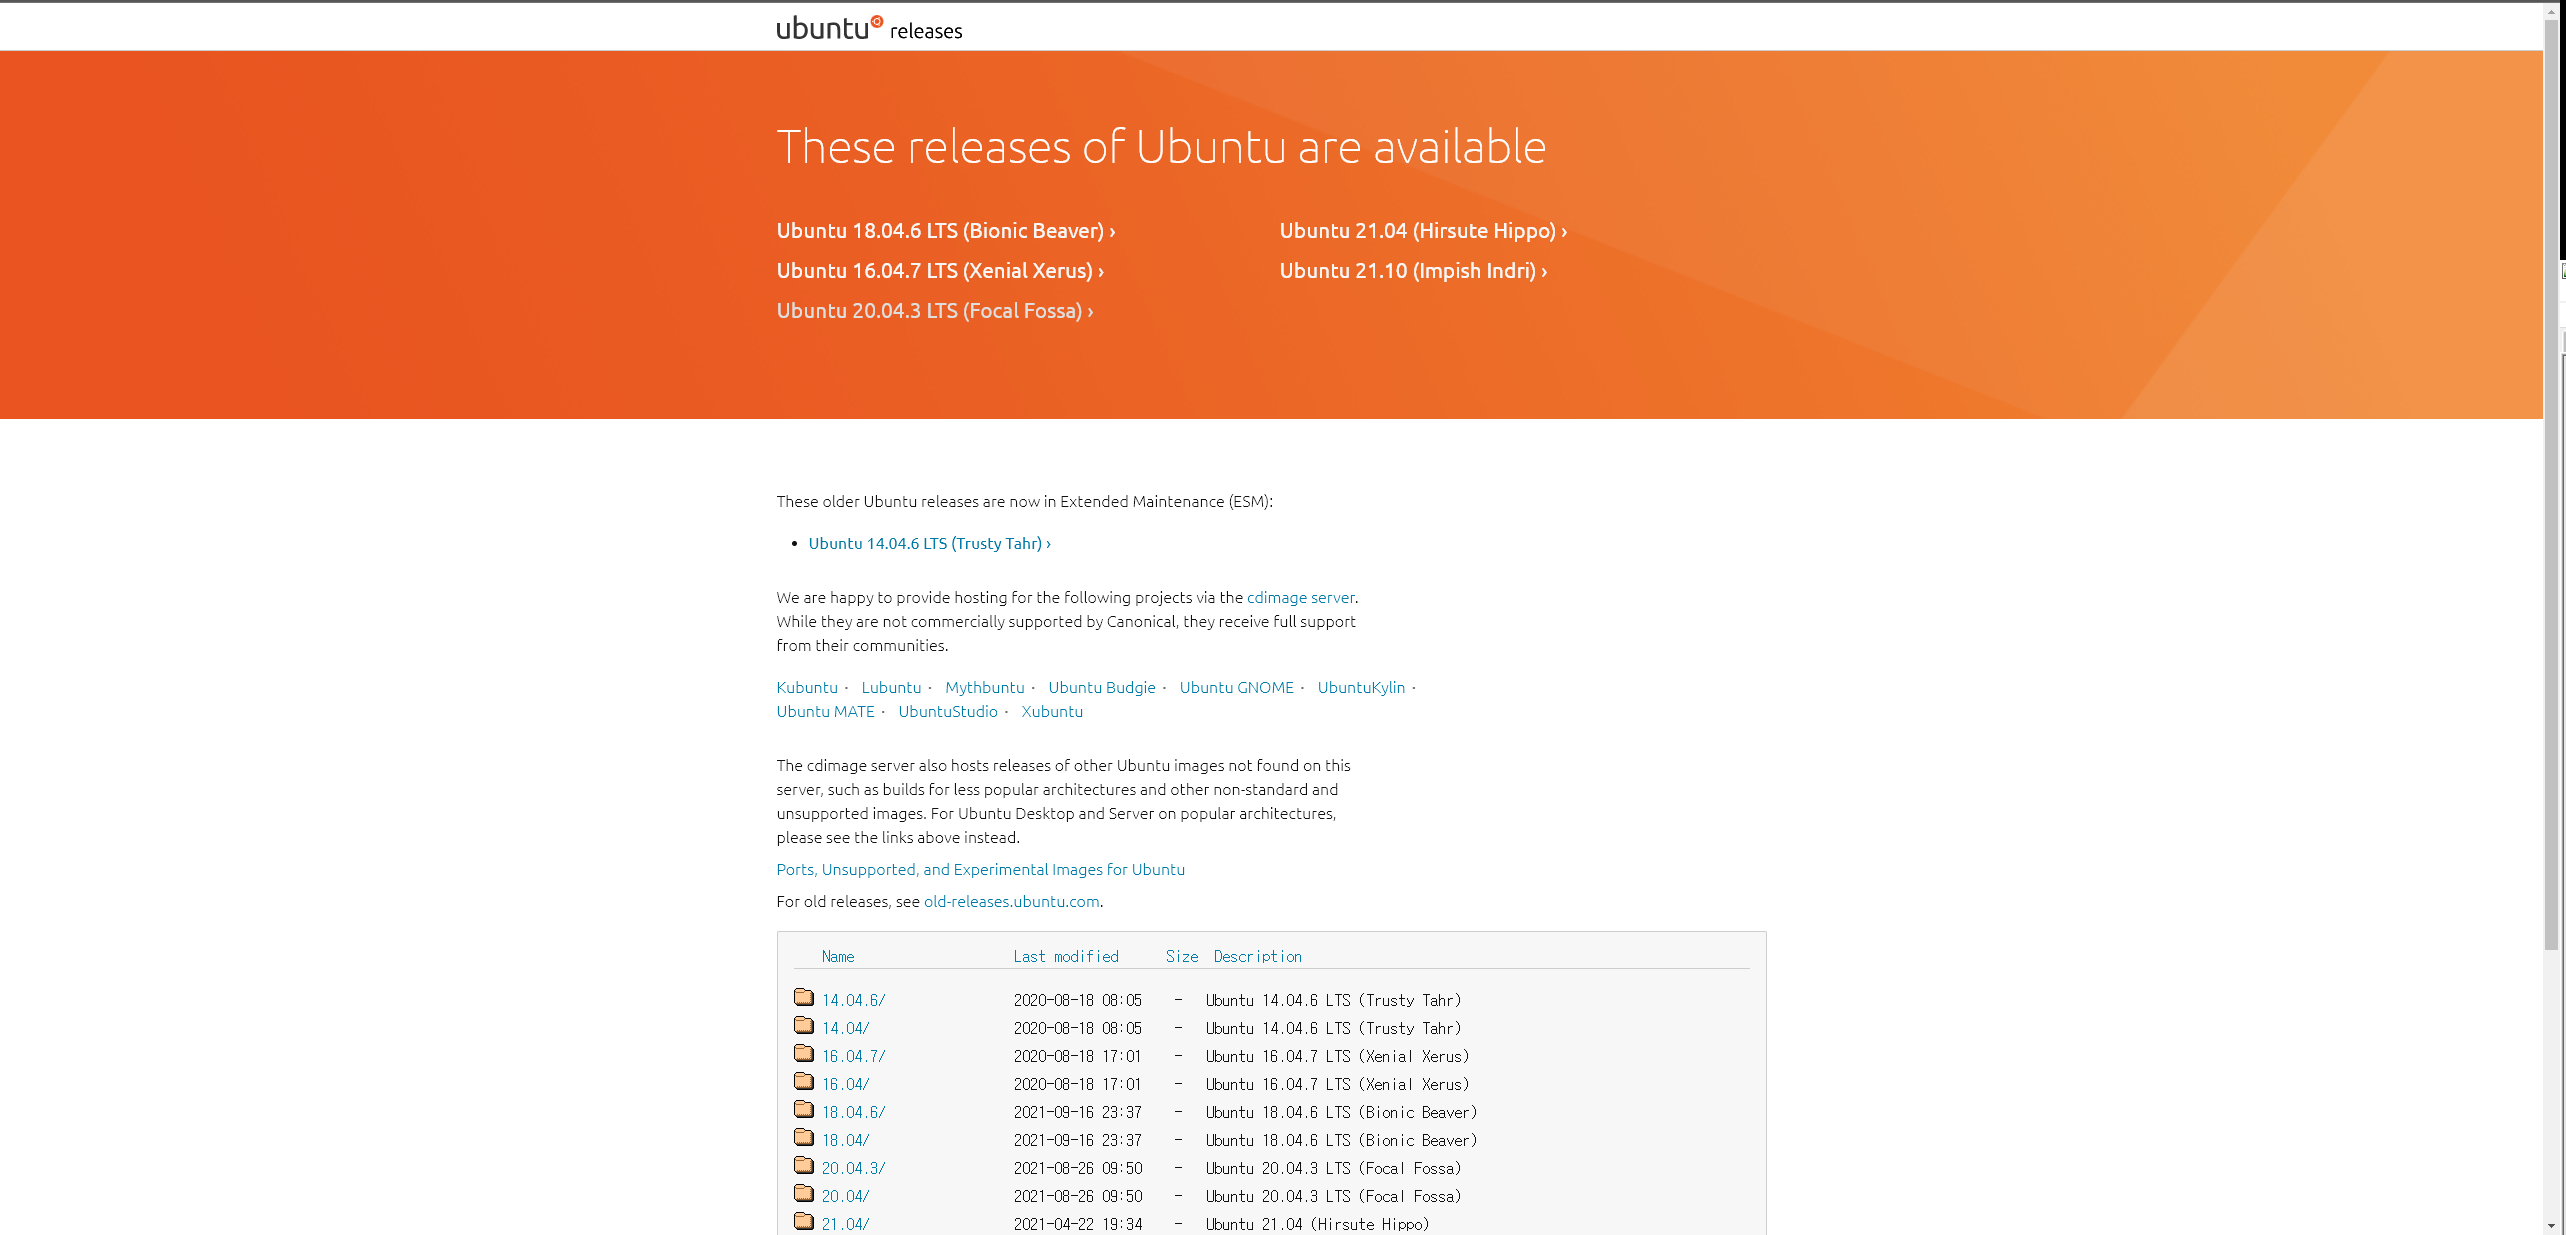 ubuntu releases
These releases of Ubuntu are available
Ubuntu 18.04.6 LTS (Bionic Beaver) ›
Ubuntu 16.04.7 LTS (Xenial Xerus) ›
Ubuntu 20.04.3 LTS (Focal Fossa) ›
Ubuntu 21.04 (Hirsute Hippo) ›
Ubuntu 21.10 (Impish Indri) ›
These older Ubuntu releases are now in Extended Maintenance (ESM):
• Ubuntu 14.04.6 LTS (Trusty Tahr) ›
We are happy to provide hosting for the following projects via the cdimage server.
While they are not commercially supported by Canonical, they receive full support
from their communities.
Kubuntu · Lubuntu · Mythbuntu · Ubuntu Budgie · Ubuntu GNOME · UbuntuKylin ·
Ubuntu MATE · UbuntuStudio · Xubuntu
The cdimage server also hosts releases of other Ubuntu images not found on this
server, such as builds for less popular architectures and other non-standard and
unsupported images. For Ubuntu Desktop and Server on popular architectures,
please see the links above instead.
Ports, Unsupported, and Experimental Images for Ubuntu
For old releases, see old-releases.ubuntu.com.
Name Last modified Size Description
14.04.6/ 2020-08-18 08:05 - Ubuntu 14.04.6 LTS (Trusty Tahr)
14.04/ 2020-08-18 08:05 - Ubuntu 14.04.6 LTS (Trusty Tahr)
16.04.7/ 2020-08-18 17:01 - Ubuntu 16.04.7 LTS (Xenial Xerus)
16.04/ 2020-08-18 17:01 - Ubuntu 16.04.7 LTS (Xenial Xerus)
18.04.6/ 2021-09-16 23:37 - Ubuntu 18.04.6 LTS (Bionic Beaver)
18.04/ 2021-09-16 23:37 - Ubuntu 18.04.6 LTS (Bionic Beaver)
20.04.3/ 2021-08-26 09:50 - Ubuntu 20.04.3 LTS (Focal Fossa)
20.04/ 2021-08-26 09:50 - Ubuntu 20.04.3 LTS (Focal Fossa)
21.04/ 2021-04-22 19:34 - Ubuntu 21.04 (Hirsute Hippo)